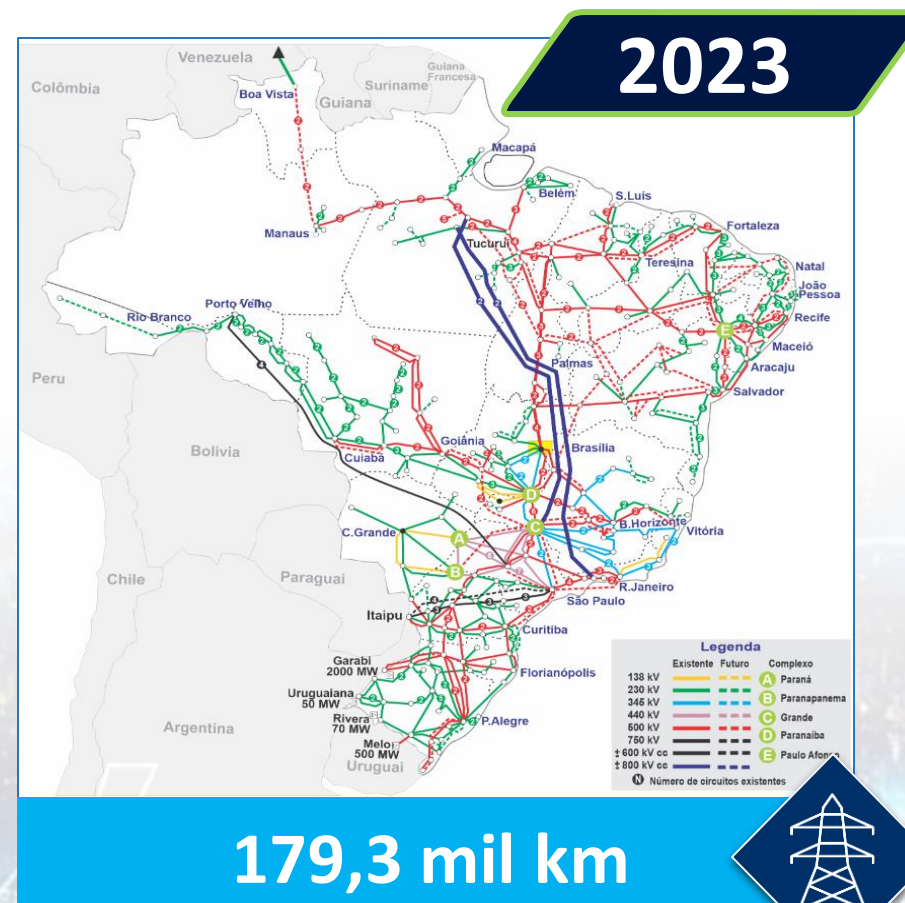 2023
Venezuela
Colômbia
Guiana
Francesa
Suriname
Guiana
Boa Vista
Macapá
Belém
S.Luís
Manaus
Fortaleza
Tucuruí
Teresina
Natal
João
Pessoa
Recife
Porto Velho
Rio Branco
E
Maceió
Aracaju
Salvador
Palmas
Peru
Bolivia
Cuiabá
Goiânia
Brasília
D
C
B.Horizonte
Vitória
C.Grande
A
B
Chile
Paraguai
R.Janeiro
São Paulo
Itaipu
Curitiba
Garabi
2000 MW
Florianópolis
Uruguaiana
50 MW
Rivera
70 MW
P.Alegre
Melo
500 MW
Argentina
Uruguai
Legenda
Existente Futuro Complexo
138 kV A Paraná
230 kV
345 kV B Paranapanema
440 kV C Grande
500 kV
750 kV D Paranaíba
± 600 kV cc E Paulo Afonso
± 800 kV cc
N Número de circuitos existentes
179,3 mil km